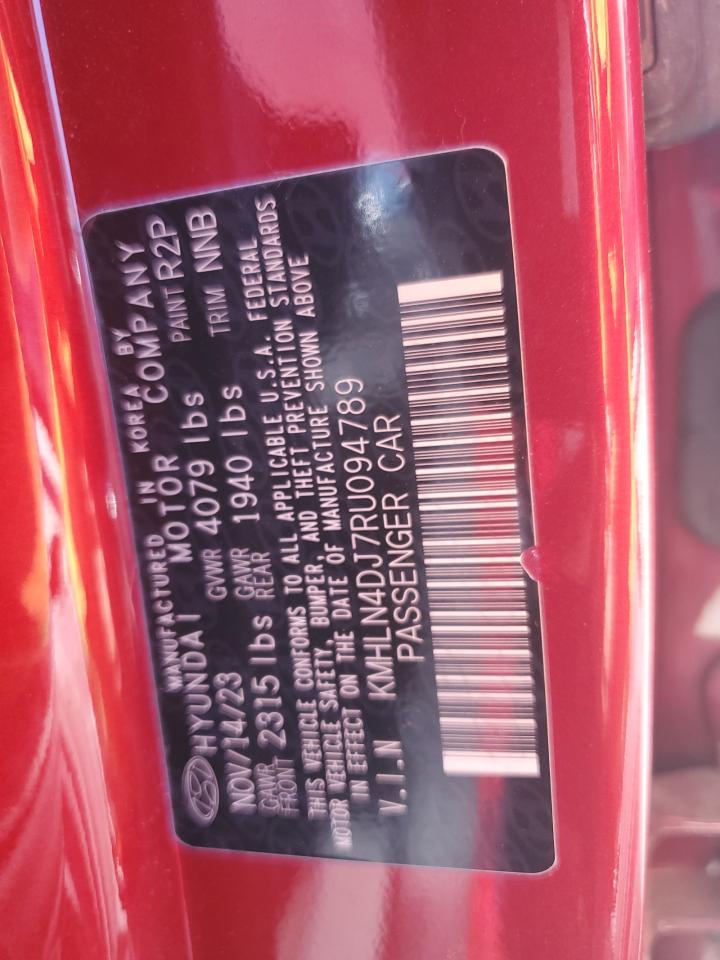 MANUFACTURED IN KOREA BY
HYUNDAI MOTOR COMPANY
NOV/14/23 GVWR 4079 lbs PAINT R2P
GAWR FRONT 2315 lbs GAWR REAR 1940 lbs TRIM NNB
THIS VEHICLE CONFORMS TO ALL APPLICABLE U.S.A. FEDERAL
MOTOR VEHICLE SAFETY, BUMPER, AND THEFT PREVENTION STANDARDS
IN EFFECT ON THE DATE OF MANUFACTURE SHOWN ABOVE
V.I.N KMHLN4DJ7RU094789
PASSENGER CAR